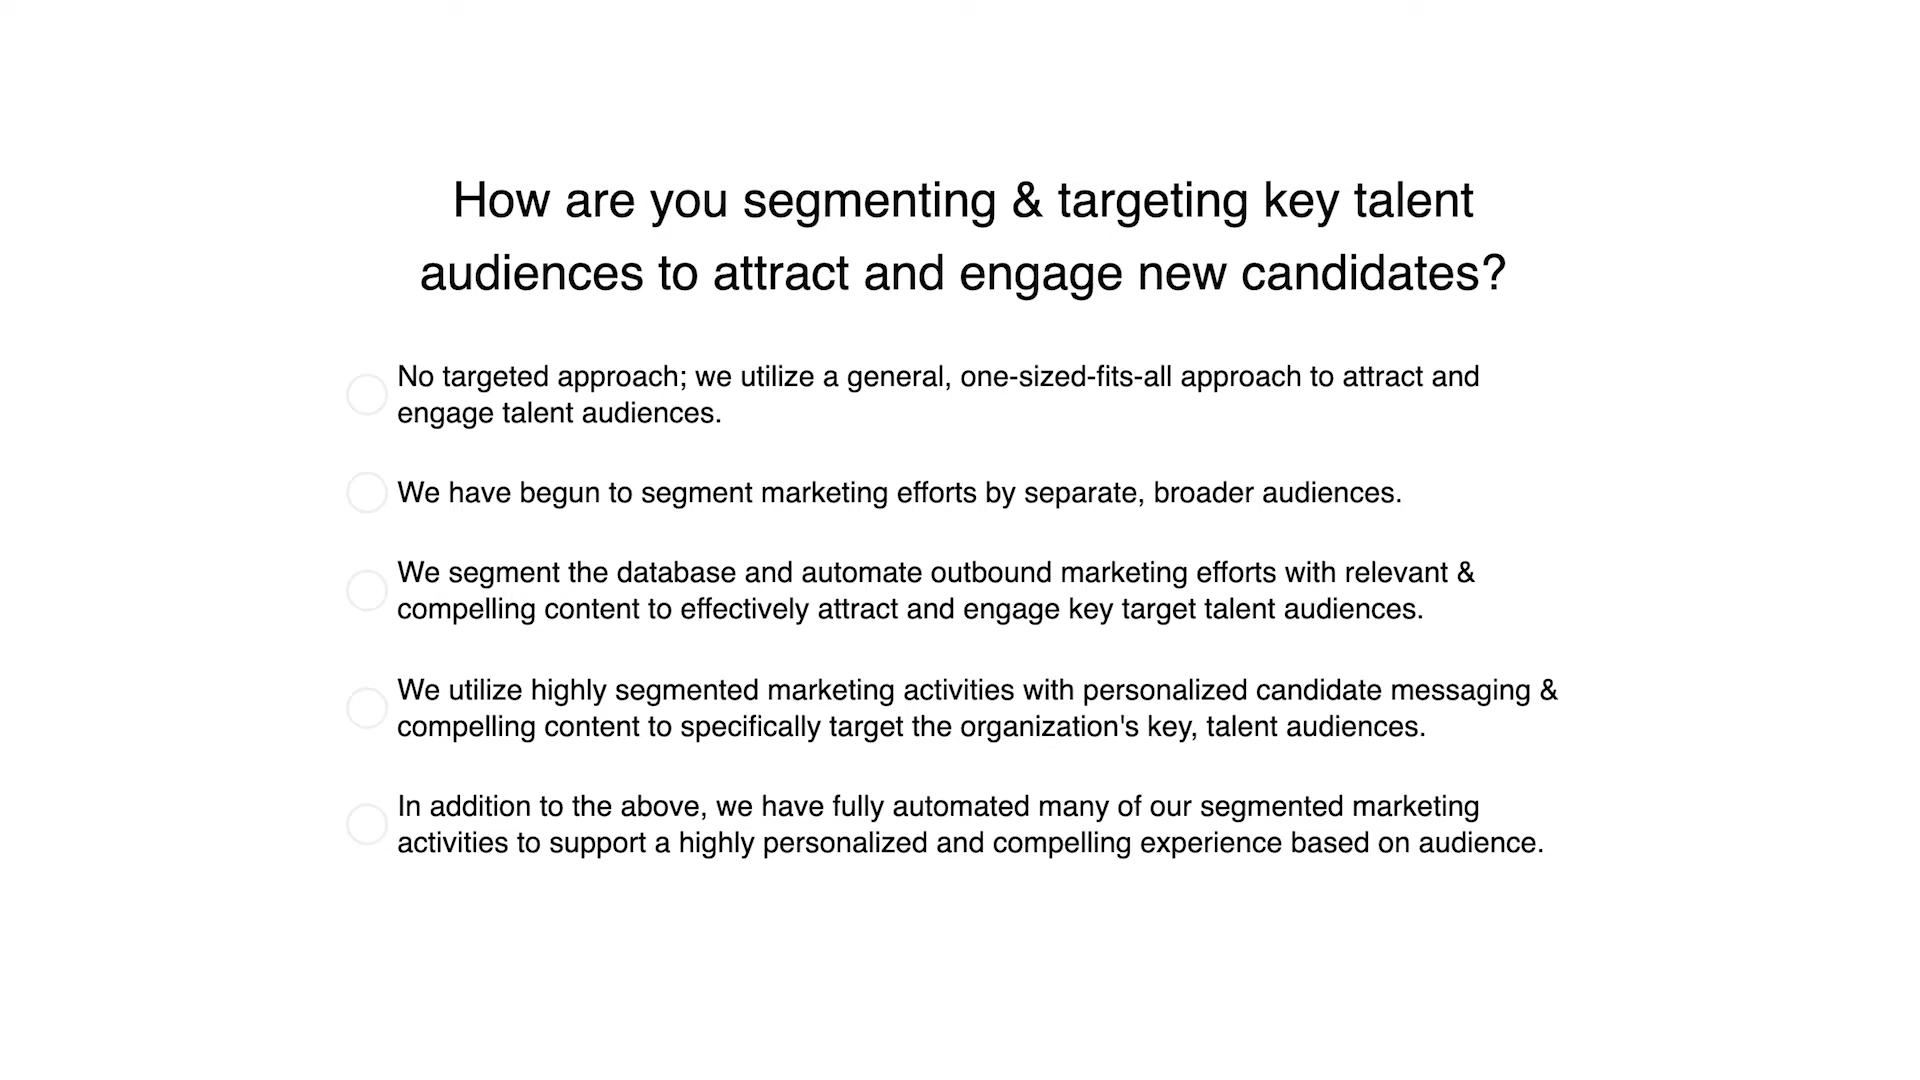 How are you segmenting & targeting key talent
audiences to attract and engage new candidates?
No targeted approach; we utilize a general, one-sized-fits-all approach to attract and
engage talent audiences.
We have begun to segment marketing efforts by separate, broader audiences.
We segment the database and automate outbound marketing efforts with relevant &
compelling content to effectively attract and engage key target talent audiences.
We utilize highly segmented marketing activities with personalized candidate messaging &
compelling content to specifically target the organization's key, talent audiences.
In addition to the above, we have fully automated many of our segmented marketing
activities to support a highly personalized and compelling experience based on audience.